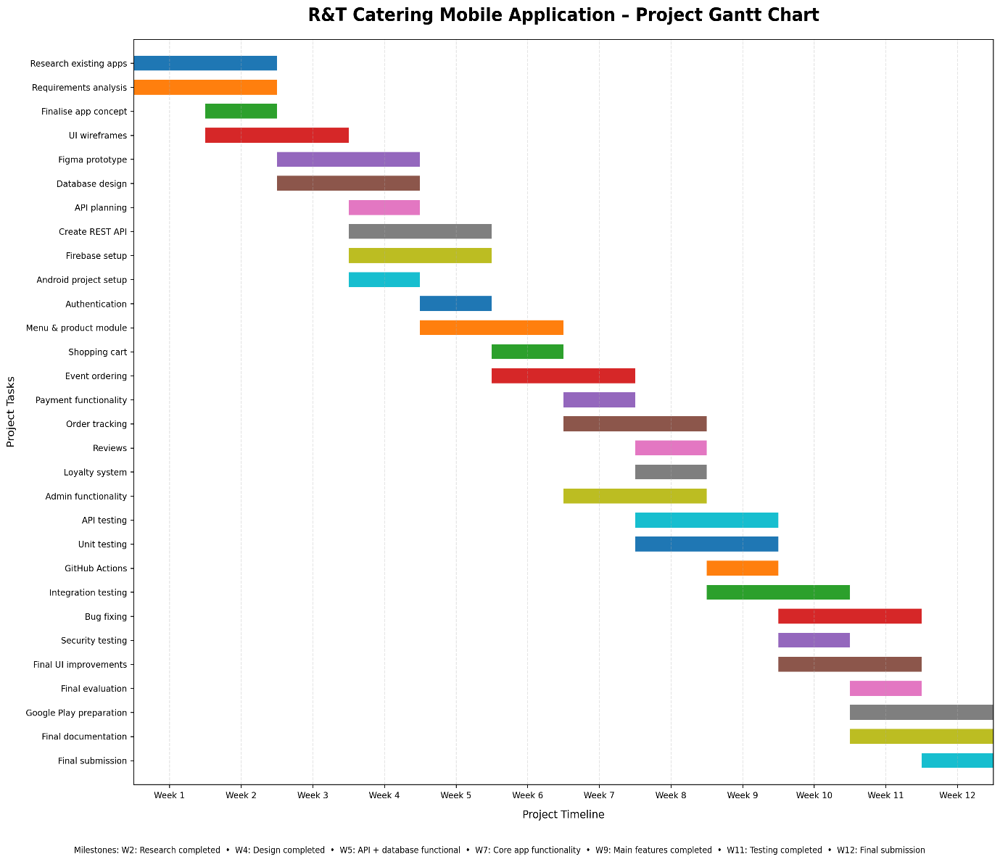 R&T Catering Mobile Application – Project Gantt Chart
Research existing apps
Requirements analysis
Finalise app concept
UI wireframes
Figma prototype
Database design
API planning
Create REST API
Firebase setup
Android project setup
Authentication
Menu & product module
Shopping cart
Event ordering
Payment functionality
Order tracking
Reviews
Loyalty system
Admin functionality
API testing
Unit testing
GitHub Actions
Integration testing
Bug fixing
Security testing
Final UI improvements
Final evaluation
Google Play preparation
Final documentation
Final submission
Project Tasks
Week 1 Week 2 Week 3 Week 4 Week 5 Week 6 Week 7 Week 8 Week 9 Week 10 Week 11 Week 12
Project Timeline
Milestones: W2: Research completed • W4: Design completed • W5: API + database functional • W7: Core app functionality • W9: Main features completed • W11: Testing completed • W12: Final submission